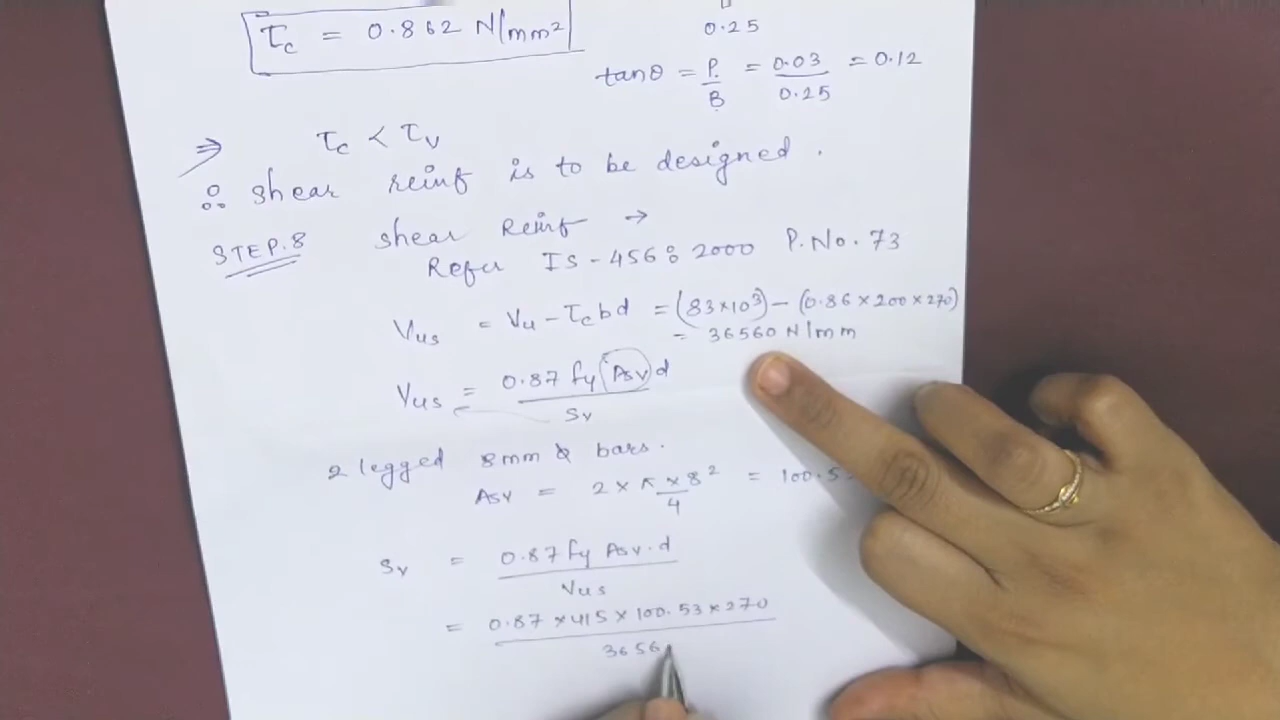 τc = 0.862 N/mm²
0.25
tanθ = P/B = 0.03/0.25 = 0.12
⇒ τc < τv
∴ shear reinf is to be designed.
STEP.8 shear Reinf →
Refer IS-456:2000 P.No.73
Vus = Vu - τcbd = (83×10³) - (0.86×200×270)
= 36560 N/mm
Vus = 0.87 fy Asv d / Sv
2 legged 8mm φ bars.
Asv = 2 × π × 8² / 4 = 100.5
Sv = 0.87 fy Asv.d / Vus
= 0.87 × 415 × 100.53 × 270 / 3656